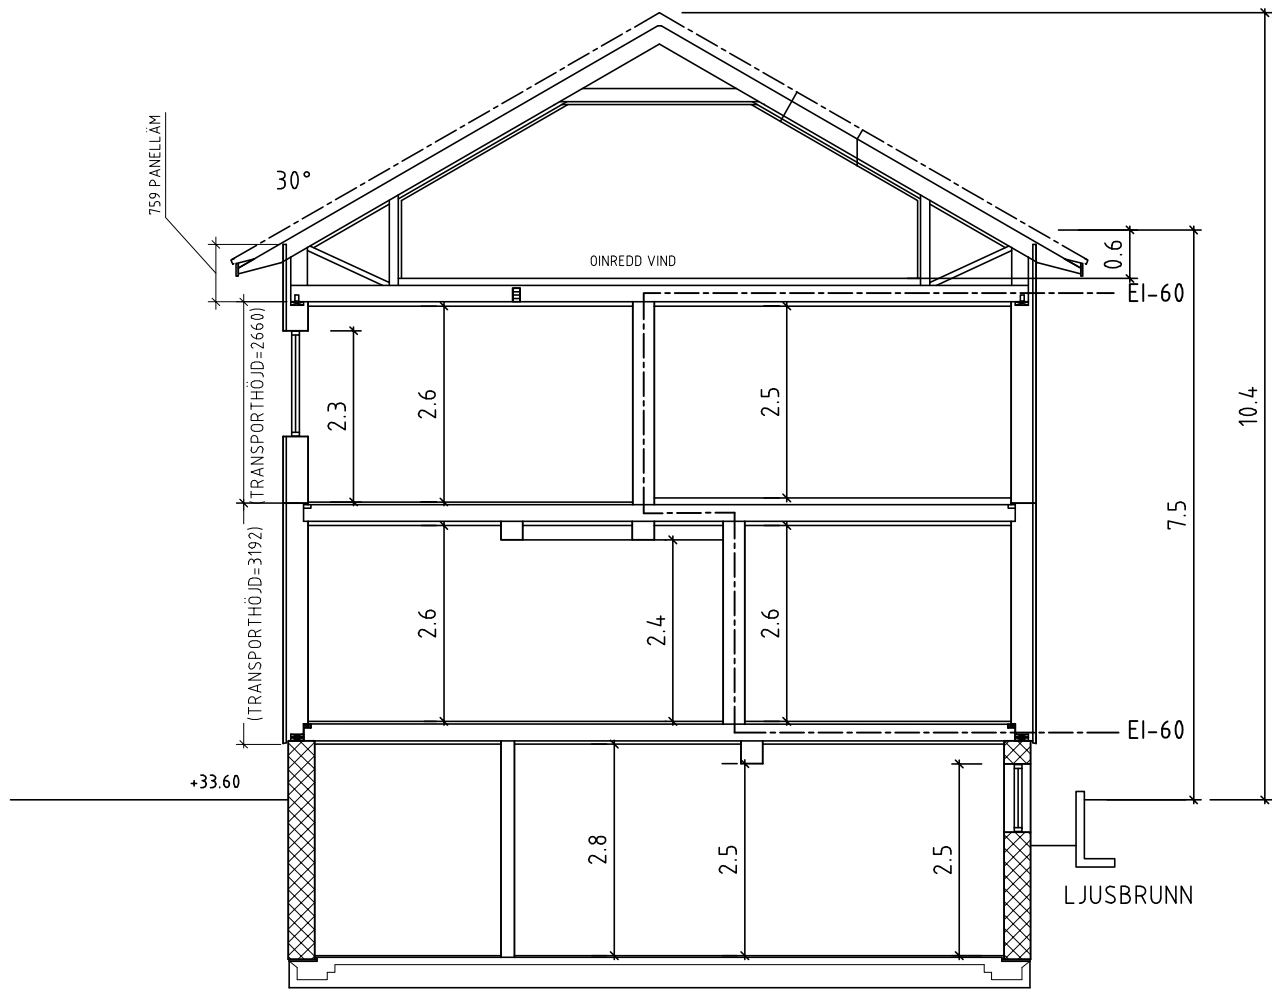 759 PANELLÄM
30°
0.6
OINREDD VIND
EI-60
(TRANSPORTHÖJD=2660)
2.3
2.6
2.5
10.4
7.5
(TRANSPORTHÖJD=3192)
2.6
2.4
2.6
EI-60
+33.60
2.8
2.5
2.5
LJUSBRUNN